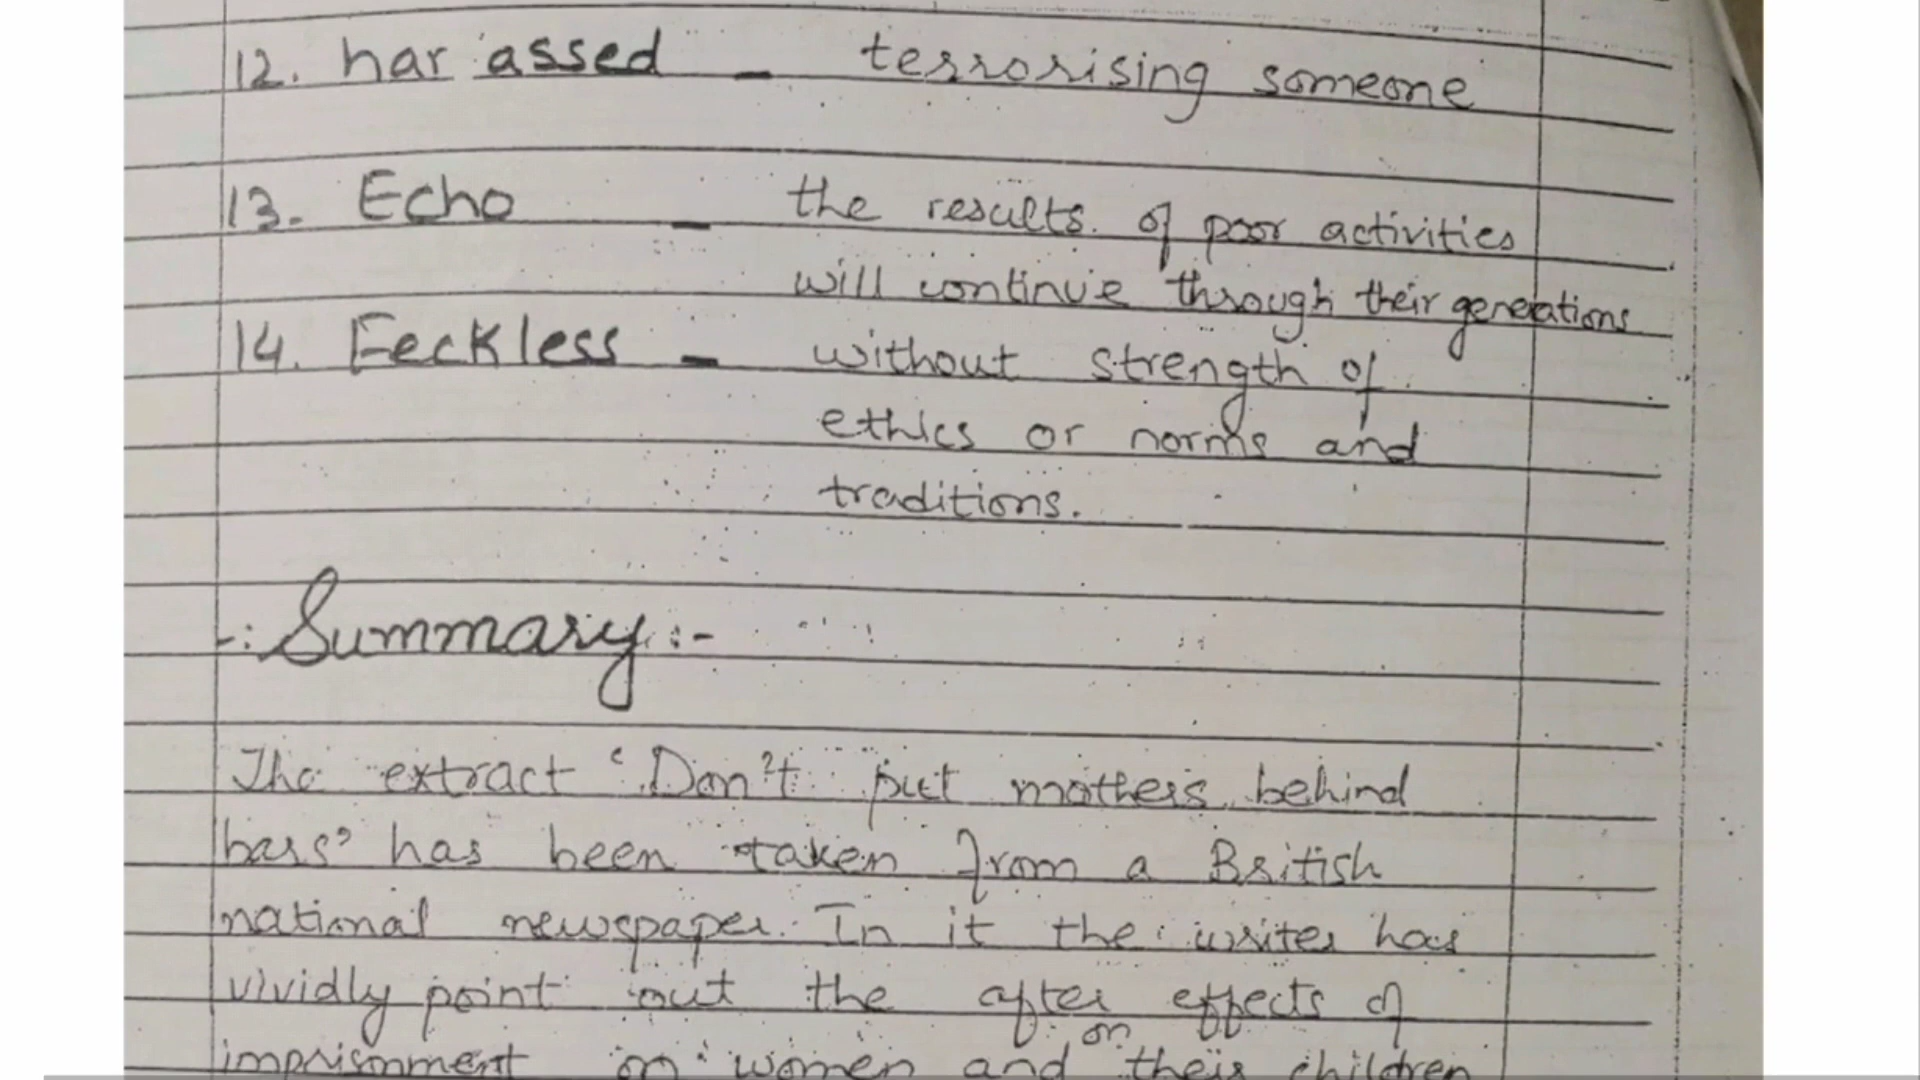 12. harassed - terrorising someone
13. Echo - the results of poor activities
will continue through their generations
14. Feckless - without strength of
ethics or norms and
traditions.
-: Summary :-
The extract 'Don't put mothers behind
bars' has been taken from a British
national newspaper. In it the writer has
vividly point out the after effects of
on
imprisonment on women and their children